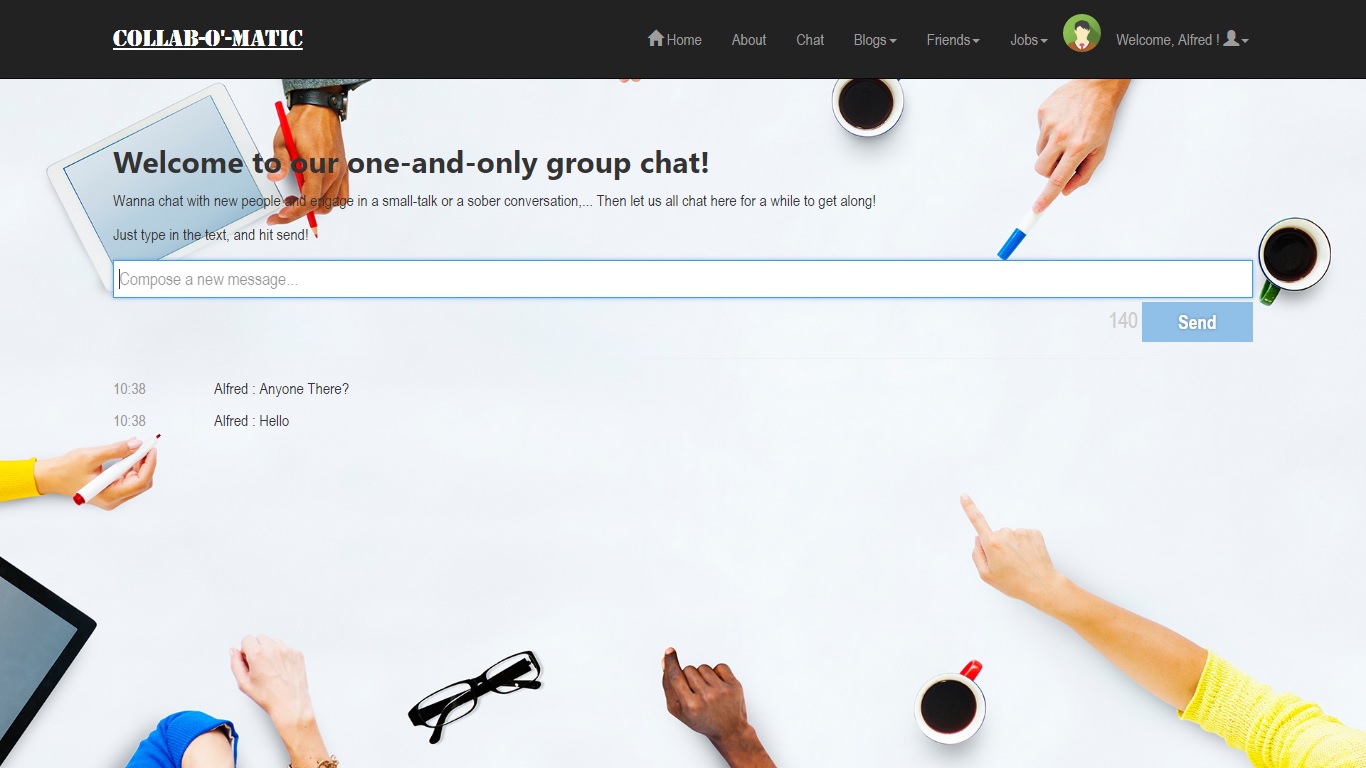 COLLAB-O'-MATIC
Home About Chat Blogs Friends Jobs Welcome, Alfred !
Welcome to our one-and-only group chat!
Wanna chat with new people and engage in a small-talk or a sober conversation,... Then let us all chat here for a while to get along!
Just type in the text, and hit send!
Compose a new message...
140 Send
10:38 Alfred : Anyone There?
10:38 Alfred : Hello